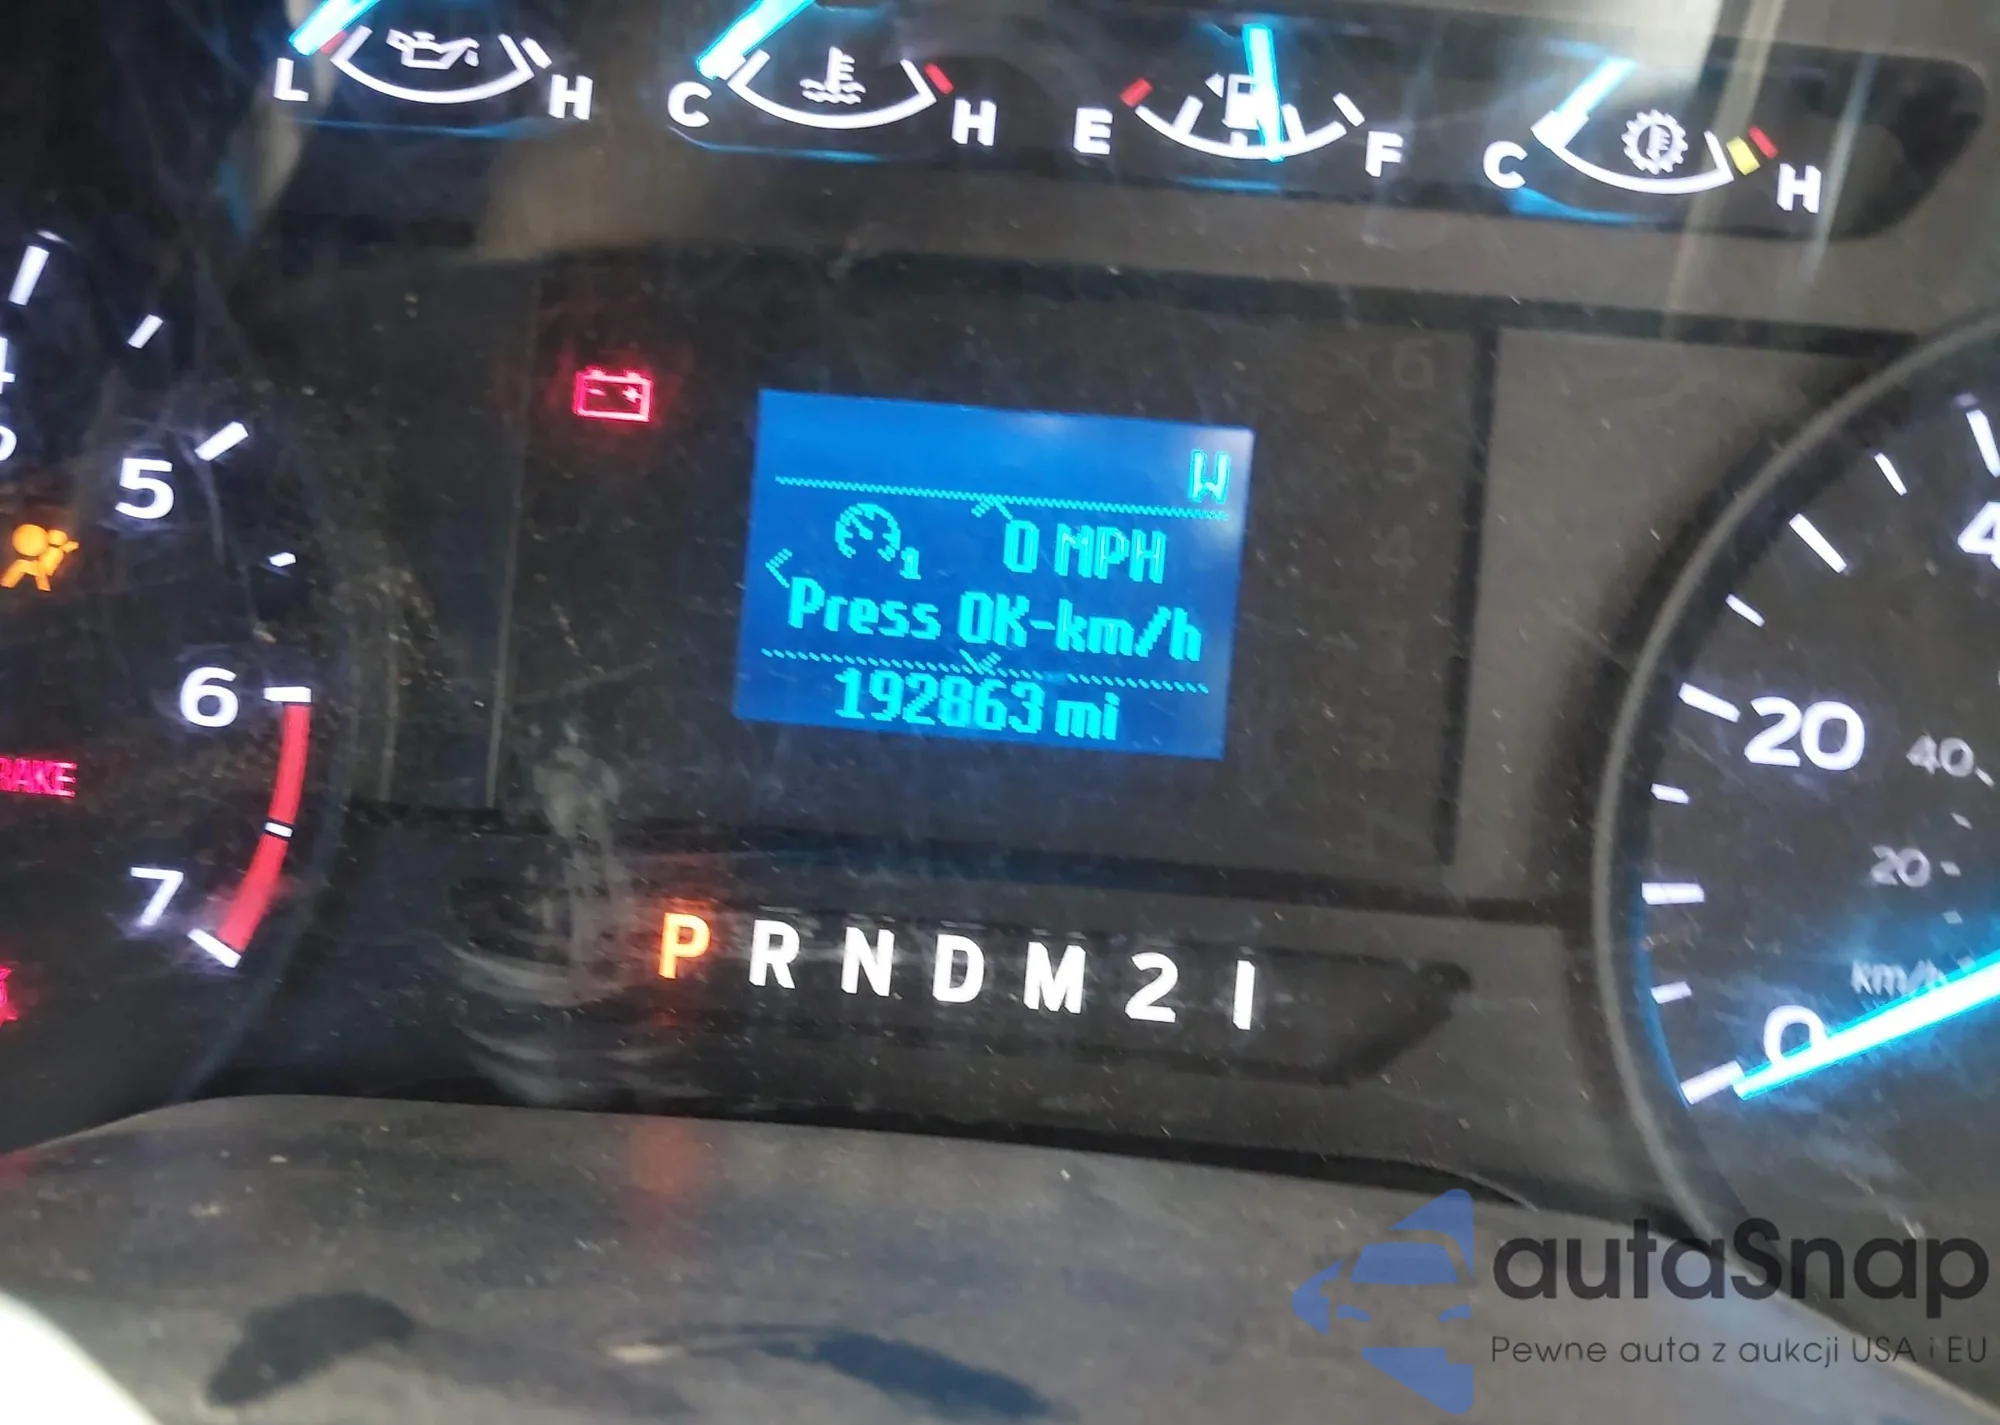 L H C H E F C H
W
0 MPH
Press OK-km/h
192863 mi
5
6
7
P R N D M 2 1
20
40
20
km/h
0
autaSnap
Pewne auta z aukcji USA i EU